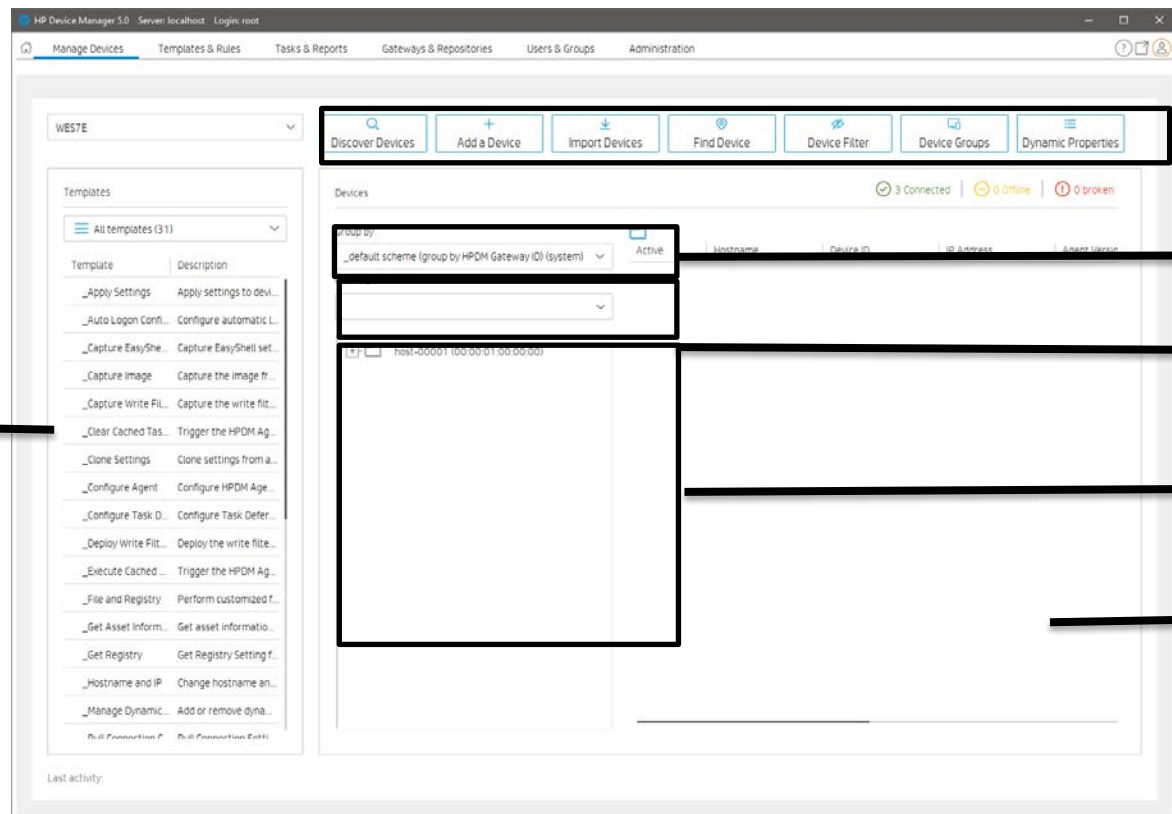 HP Device Manager 5.0 Server: localhost Login: root
Manage Devices Templates & Rules Tasks & Reports Gateways & Repositories Users & Groups Administration
WES7E
Discover Devices Add a Device Import Devices Find Device Device Filter Device Groups Dynamic Properties
Templates
Devices
3 Connected 0 Offline 0 broken
All templates (31)
Group by
_default scheme (group by HPDM Gateway ID) (system)
Active Hostname Device ID IP Address Agent Versio
Template Description
_Apply Settings Apply settings to devi...
_Auto Logon Confi... Configure automatic l...
_Capture EasyShe... Capture EasyShell set...
host-00001 (00:00:01:00:00:00)
_Capture Image Capture the image fr...
_Capture Write Fil... Capture the write filt...
_Clear Cached Tas... Trigger the HPDM Ag...
_Clone Settings Clone settings from a...
_Configure Agent Configure HPDM Age...
_Configure Task D... Configure Task Defer...
_Deploy Write Filt... Deploy the write filte...
_Execute Cached ... Trigger the HPDM Ag...
_File and Registry Perform customized f...
_Get Asset Inform... Get asset informatio...
_Get Registry Get Registry Setting f...
_Hostname and IP Change hostname an...
_Manage Dynamic... Add or remove dyna...
Last activity: